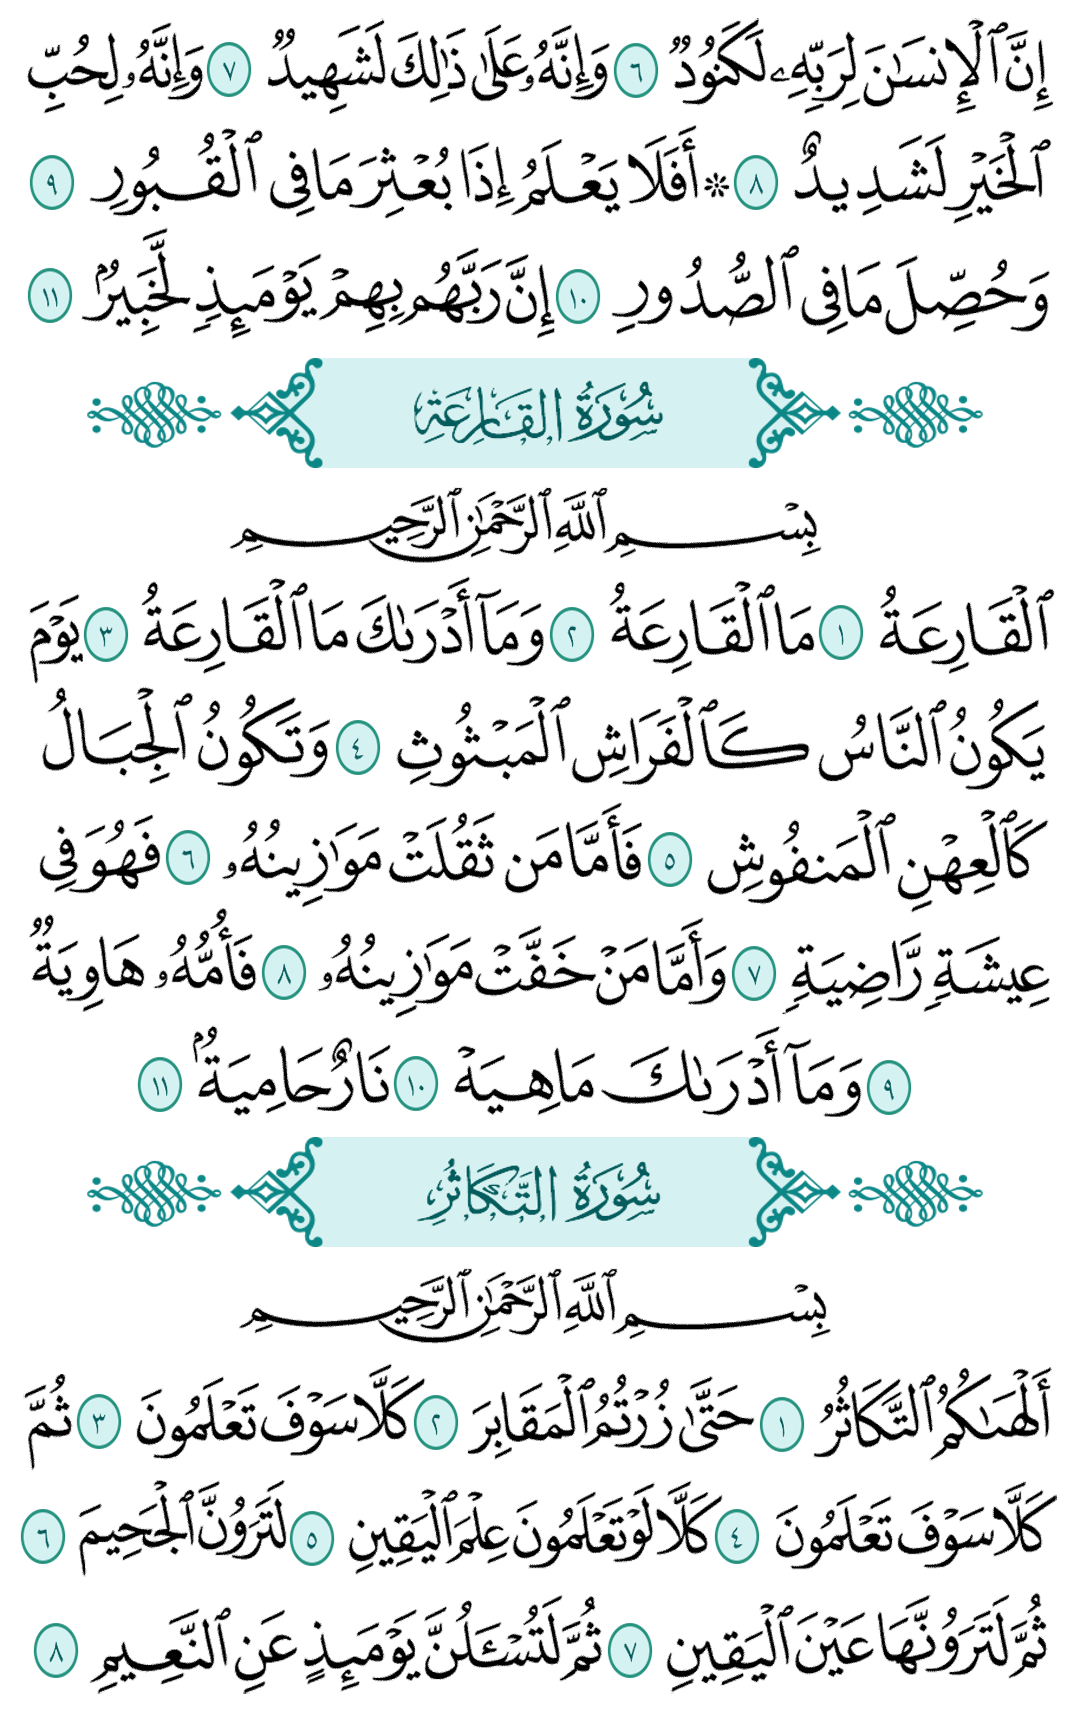 إِنَّ ٱلْإِنسَٰنَ لِرَبِّهِۦ لَكَنُودٌ ٦ وَإِنَّهُۥ عَلَىٰ ذَٰلِكَ لَشَهِيدٌ ٧ وَإِنَّهُۥ لِحُبِّ
ٱلْخَيْرِ لَشَدِيدٌ ٨ ۞ أَفَلَا يَعْلَمُ إِذَا بُعْثِرَ مَا فِى ٱلْقُبُورِ ٩
وَحُصِّلَ مَا فِى ٱلصُّدُورِ ١٠ إِنَّ رَبَّهُم بِهِمْ يَوْمَئِذٍ لَّخَبِيرٌۢ ١١
سُورَةُ القَارِعَةِ
بِسْمِ ٱللَّهِ ٱلرَّحْمَٰنِ ٱلرَّحِيمِ
ٱلْقَارِعَةُ ١ مَا ٱلْقَارِعَةُ ٢ وَمَآ أَدْرَىٰكَ مَا ٱلْقَارِعَةُ ٣ يَوْمَ
يَكُونُ ٱلنَّاسُ كَٱلْفَرَاشِ ٱلْمَبْثُوثِ ٤ وَتَكُونُ ٱلْجِبَالُ
كَٱلْعِهْنِ ٱلْمَنفُوشِ ٥ فَأَمَّا مَن ثَقُلَتْ مَوَٰزِينُهُۥ ٦ فَهُوَ فِى
عِيشَةٍ رَّاضِيَةٍ ٧ وَأَمَّا مَنْ خَفَّتْ مَوَٰزِينُهُۥ ٨ فَأُمُّهُۥ هَاوِيَةٌ
٩ وَمَآ أَدْرَىٰكَ مَا هِيَهْ ١٠ نَارٌ حَامِيَةٌۢ ١١
سُورَةُ التَّكَاثُرِ
بِسْمِ ٱللَّهِ ٱلرَّحْمَٰنِ ٱلرَّحِيمِ
أَلْهَىٰكُمُ ٱلتَّكَاثُرُ ١ حَتَّىٰ زُرْتُمُ ٱلْمَقَابِرَ ٢ كَلَّا سَوْفَ تَعْلَمُونَ ٣ ثُمَّ
كَلَّا سَوْفَ تَعْلَمُونَ ٤ كَلَّا لَوْ تَعْلَمُونَ عِلْمَ ٱلْيَقِينِ ٥ لَتَرَوُنَّ ٱلْجَحِيمَ ٦
ثُمَّ لَتَرَوُنَّهَا عَيْنَ ٱلْيَقِينِ ٧ ثُمَّ لَتُسْـَٔلُنَّ يَوْمَئِذٍ عَنِ ٱلنَّعِيمِ ٨